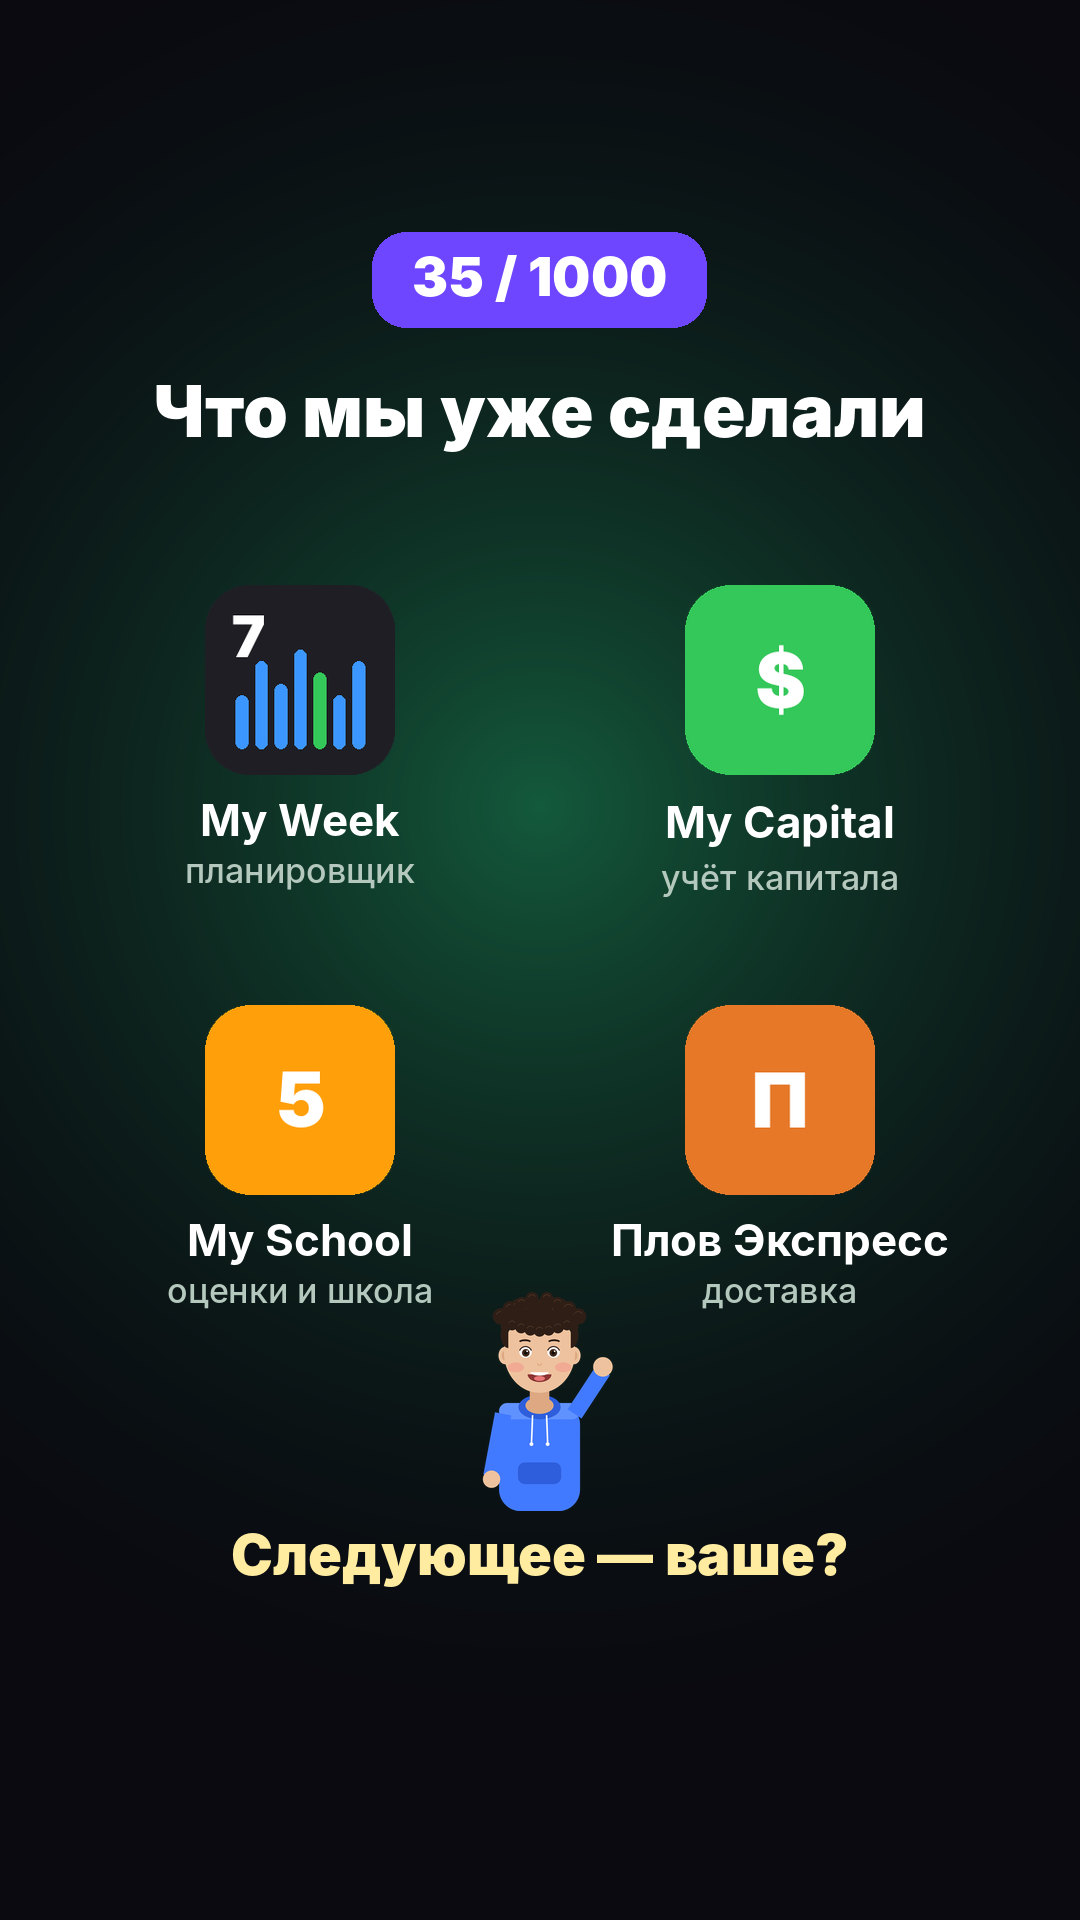 35 / 1000
Что мы уже сделали
7
$
My Week
My Capital
планировщик
учёт капитала
5
П
My School
Плов Экспресс
оценки и школа
доставка
Следующее — ваше?